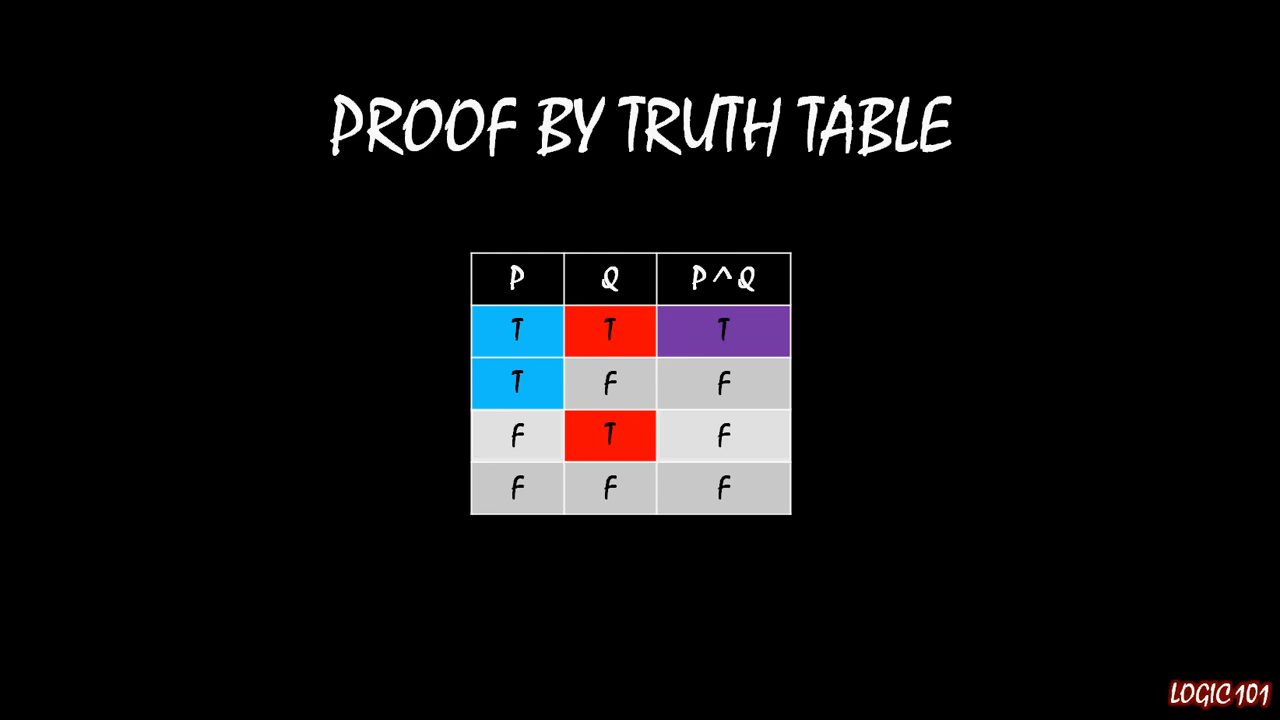 PROOF BY TRUTH TABLE
P Q P^Q
T T T
T F F
F T F
F F F
LOGIC 101